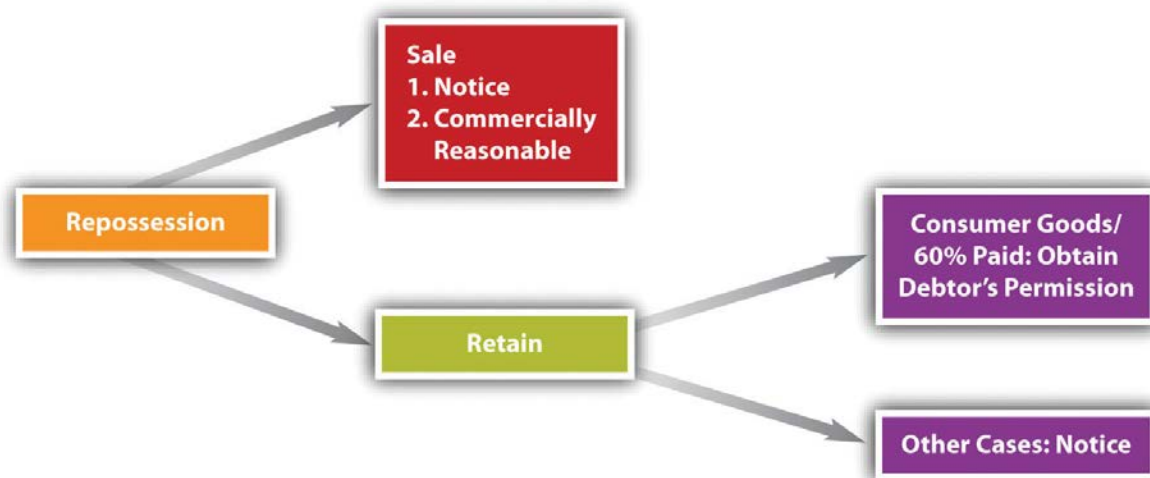 Sale
1. Notice
2. Commercially
Reasonable
Repossession
Consumer Goods/
60% Paid: Obtain
Debtor's Permission
Retain
Other Cases: Notice